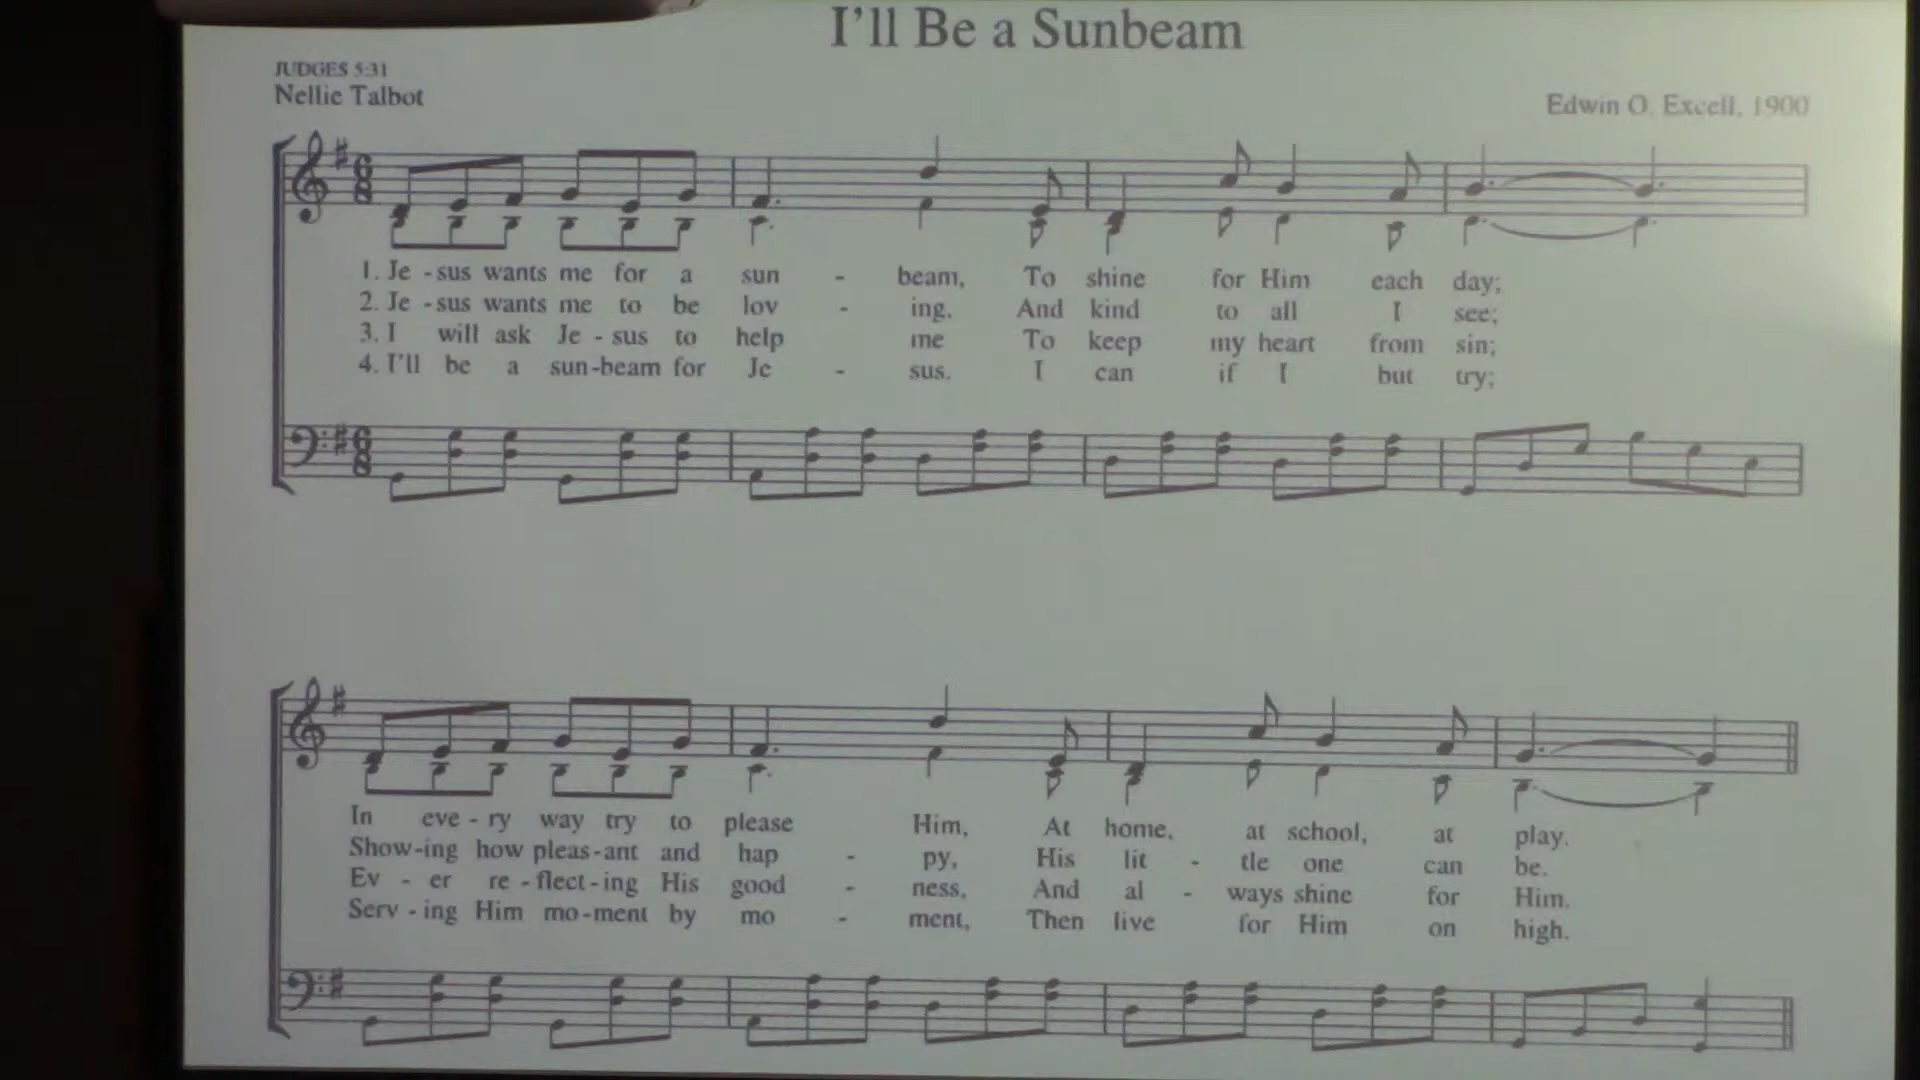 I'll Be a Sunbeam
JUDGES 5:31
Nellie Talbot
Edwin O. Excell, 1900
1. Je - sus wants me for a sun - beam, To shine for Him each day;
2. Je - sus wants me to be lov - ing, And kind to all I see;
3. I will ask Je - sus to help me To keep my heart from sin;
4. I'll be a sun-beam for Je - sus. I can if I but try;
In eve - ry way try to please Him, At home, at school, at play.
Show-ing how pleas-ant and hap - py, His lit - tle one can be.
Ev - er re - flect-ing His good - ness, And al - ways shine for Him.
Serv - ing Him mo-ment by mo - ment, Then live for Him on high.